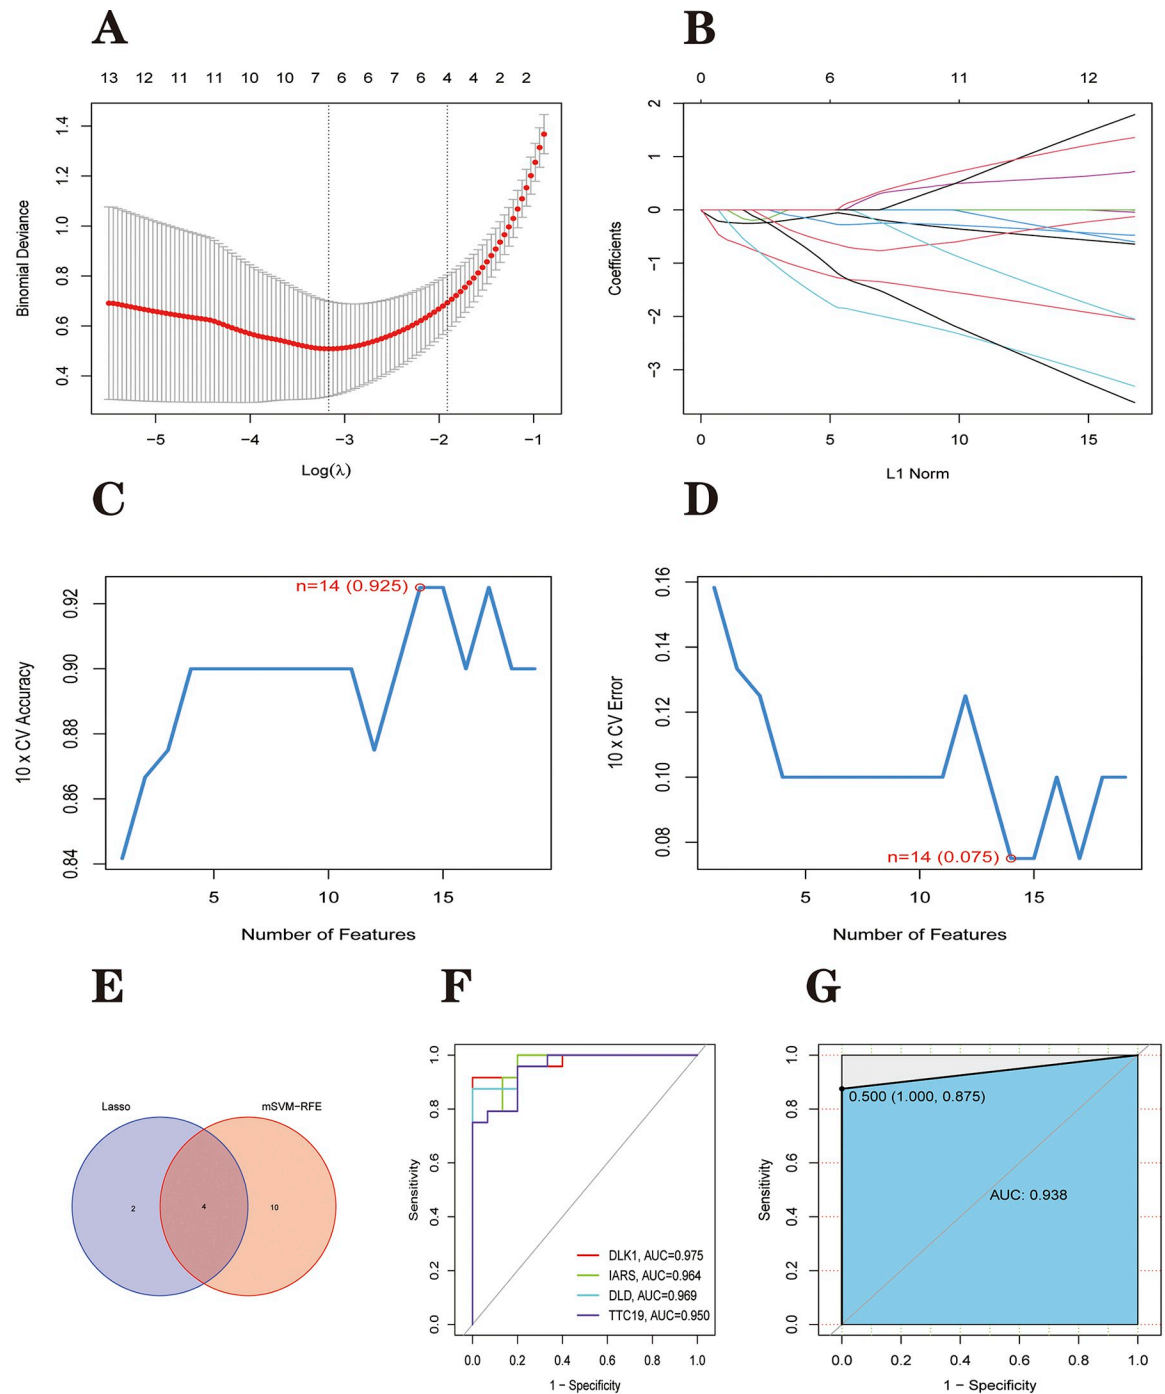 A
13 12 11 11 10 10 7 6 6 7 6 4 4 2 2
Binomial Deviance
1.4
1.2
1.0
0.8
0.6
0.4
−5 −4 −3 −2 −1
Log(λ)
B
0 6 11 12
Coefficients
2
1
0
−1
−2
−3
0 5 10 15
L1 Norm
C
10 x CV Accuracy
0.92
0.90
0.88
0.86
0.84
n=14 (0.925)
5 10 15
Number of Features
D
10 x CV Error
0.16
0.14
0.12
0.10
0.08
n=14 (0.075)
5 10 15
Number of Features
E
Lasso mSVM−RFE
2 4 10
F
Sensitivity
1.0
0.8
0.6
0.4
0.2
0.0
DLK1, AUC=0.975
IARS, AUC=0.964
DLD, AUC=0.969
TTC19, AUC=0.950
0.0 0.2 0.4 0.6 0.8 1.0
1 − Specificity
G
Sensitivity
1.0
0.8
0.6
0.4
0.2
0.0
0.500 (1.000, 0.875)
AUC: 0.938
0.0 0.2 0.4 0.6 0.8 1.0
1 − Specificity